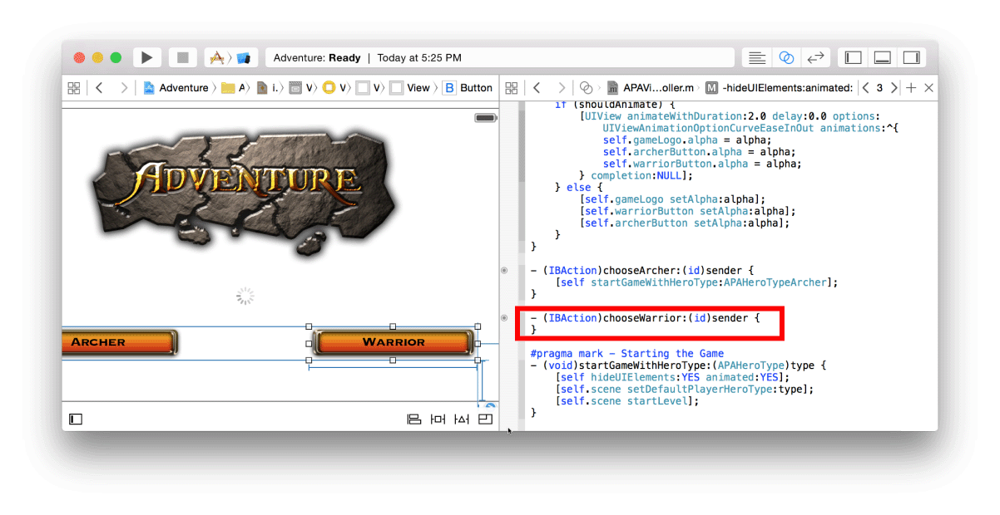 Adventure: Ready | Today at 5:25 PM
Adventure 〉 A〉 i.〉 V〉 V〉 V〉 View 〉 B Button
m APAVi...oller.m 〉 M -hideUIElements:animated: < 3 > + ×
ADVENTURE
ARCHER
WARRIOR
if (shouldAnimate) {
[UIView animateWithDuration:2.0 delay:0.0 options:
UIViewAnimationOptionCurveEaseInOut animations:^{
self.gameLogo.alpha = alpha;
self.archerButton.alpha = alpha;
self.warriorButton.alpha = alpha;
} completion:NULL];
} else {
[self.gameLogo setAlpha:alpha];
[self.warriorButton setAlpha:alpha];
[self.archerButton setAlpha:alpha];
}
}
- (IBAction)chooseArcher:(id)sender {
[self startGameWithHeroType:APAHeroTypeArcher];
}
- (IBAction)chooseWarrior:(id)sender {
}
#pragma mark - Starting the Game
- (void)startGameWithHeroType:(APAHeroType)type {
[self hideUIElements:YES animated:YES];
[self.scene setDefaultPlayerHeroType:type];
[self.scene startLevel];
}